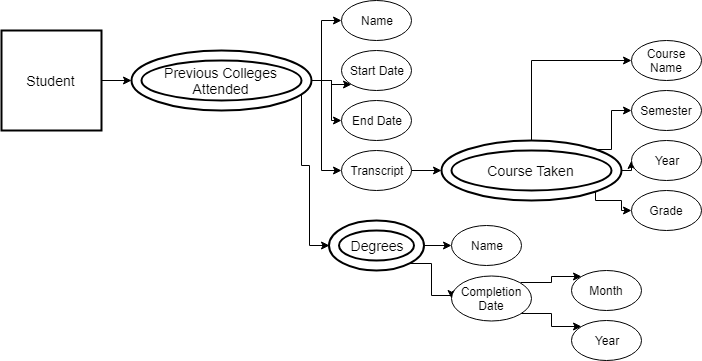 Student
Previous Colleges
Attended
Name
Start Date
End Date
Transcript
Course Taken
Course
Name
Semester
Year
Grade
Degrees
Name
Completion
Date
Month
Year